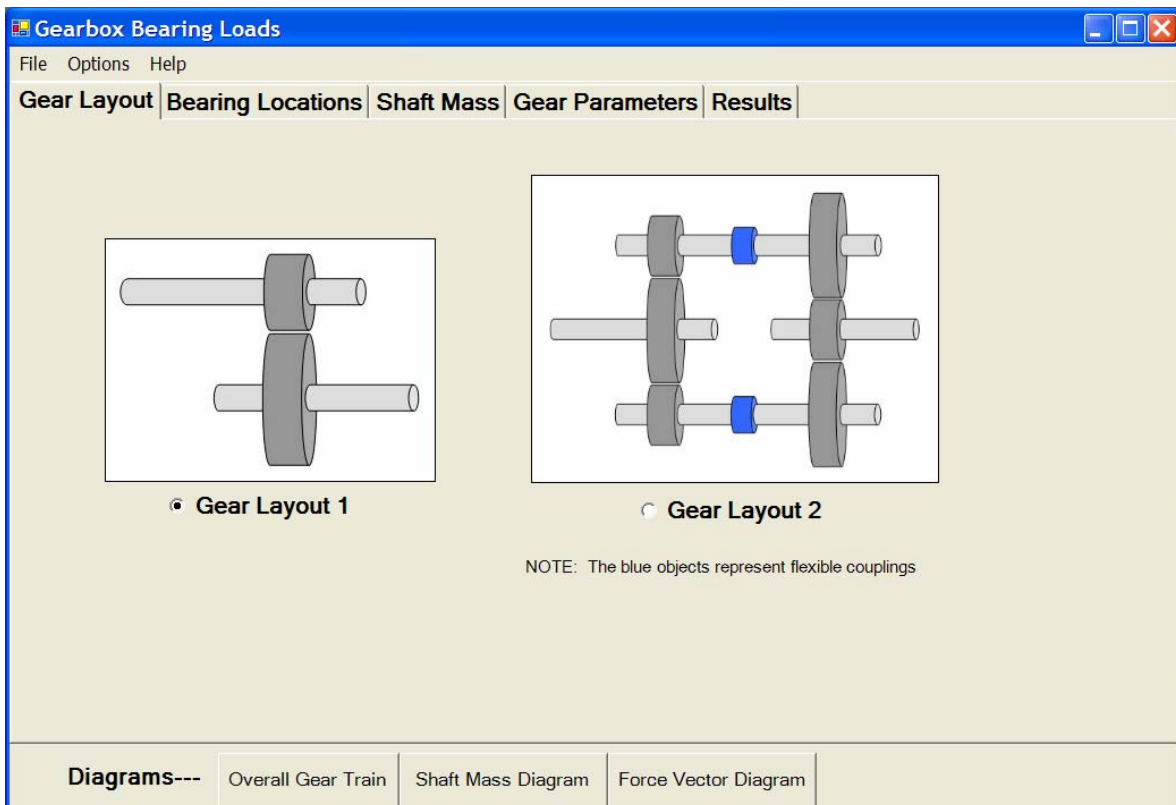 Gearbox Bearing Loads
File Options Help
Gear Layout Bearing Locations Shaft Mass Gear Parameters Results
Gear Layout 1
Gear Layout 2
NOTE: The blue objects represent flexible couplings
Diagrams--- Overall Gear Train Shaft Mass Diagram Force Vector Diagram